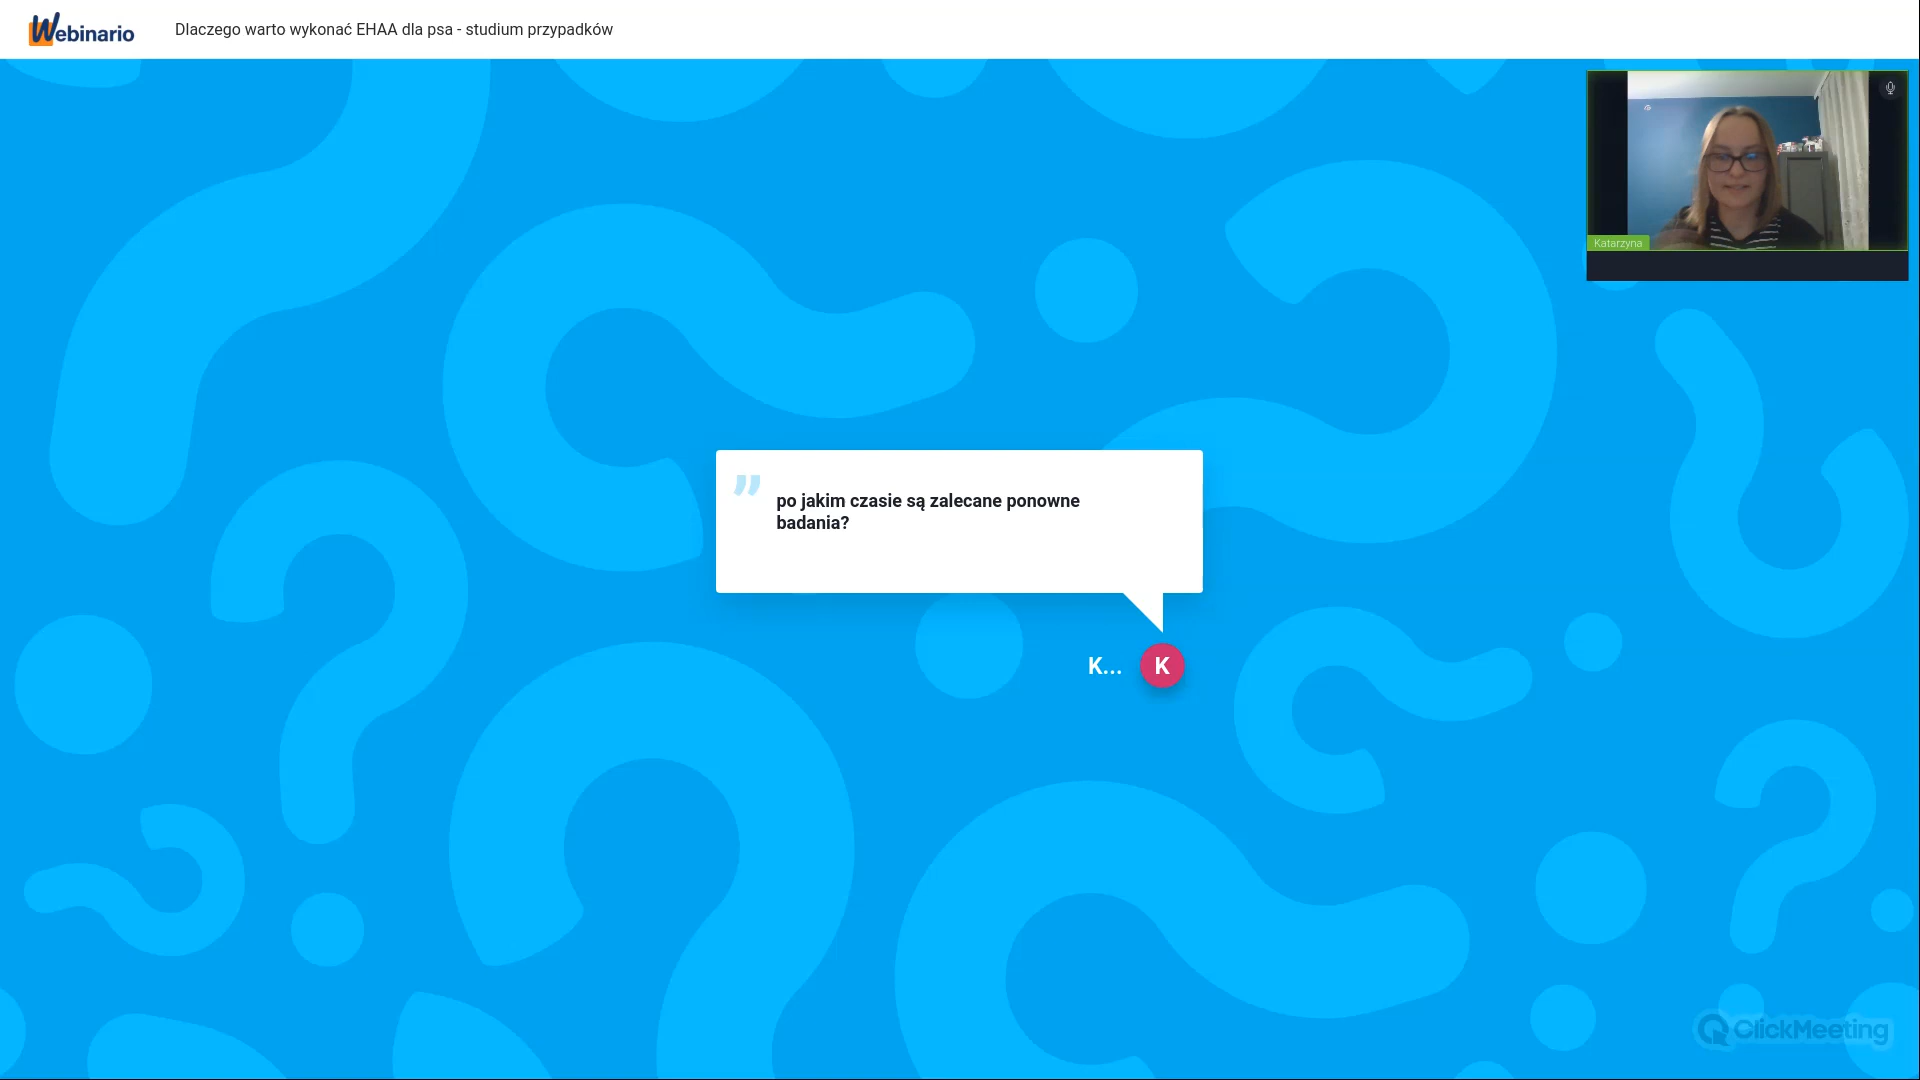 Webinario
Dlaczego warto wykonać EHAA dla psa - studium przypadków
Katarzyna
po jakim czasie są zalecane ponowne
badania?
K...
K
ClickMeeting